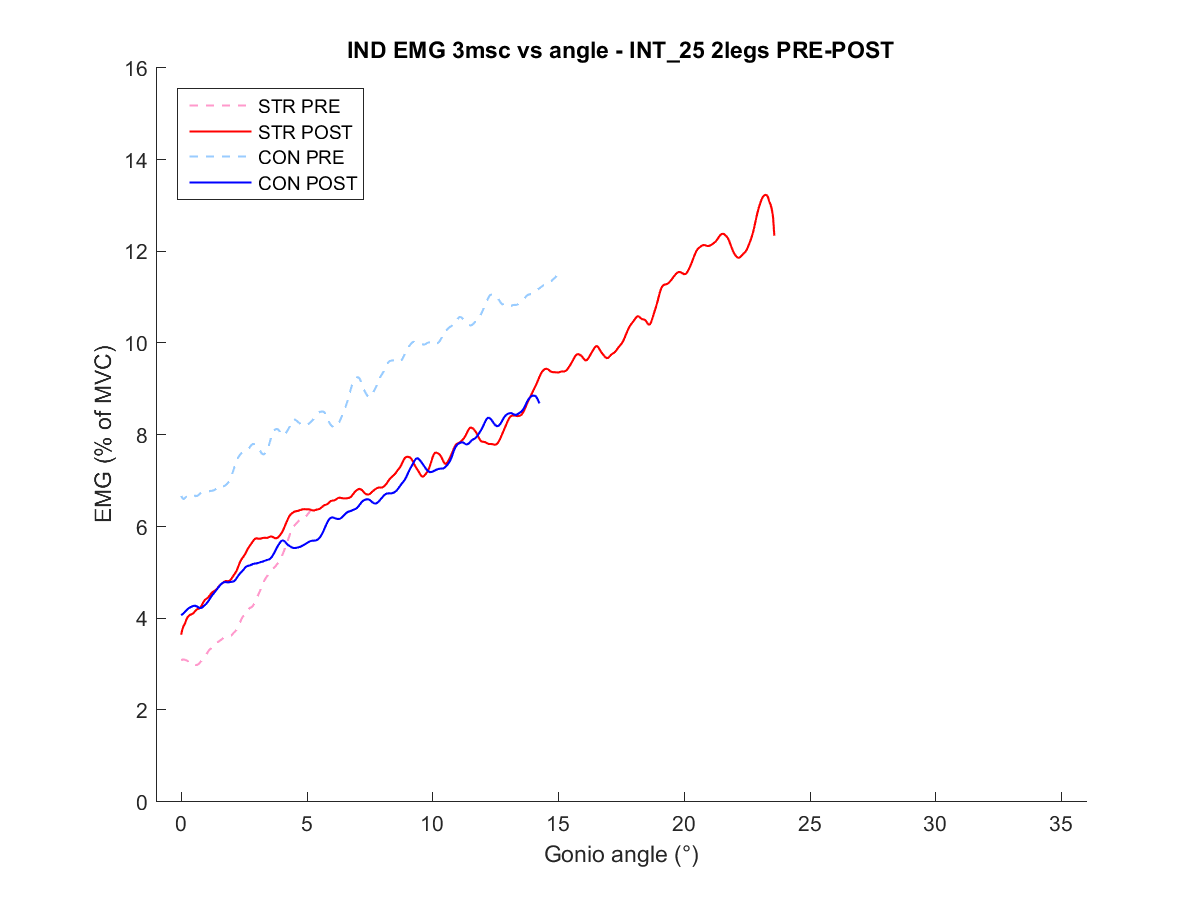 IND EMG 3msc vs angle - INT_25 2legs PRE-POST
STR PRE
STR POST
CON PRE
CON POST
EMG (% of MVC)
16
14
12
10
8
6
4
2
0
0 5 10 15 20 25 30 35
Gonio angle (°)